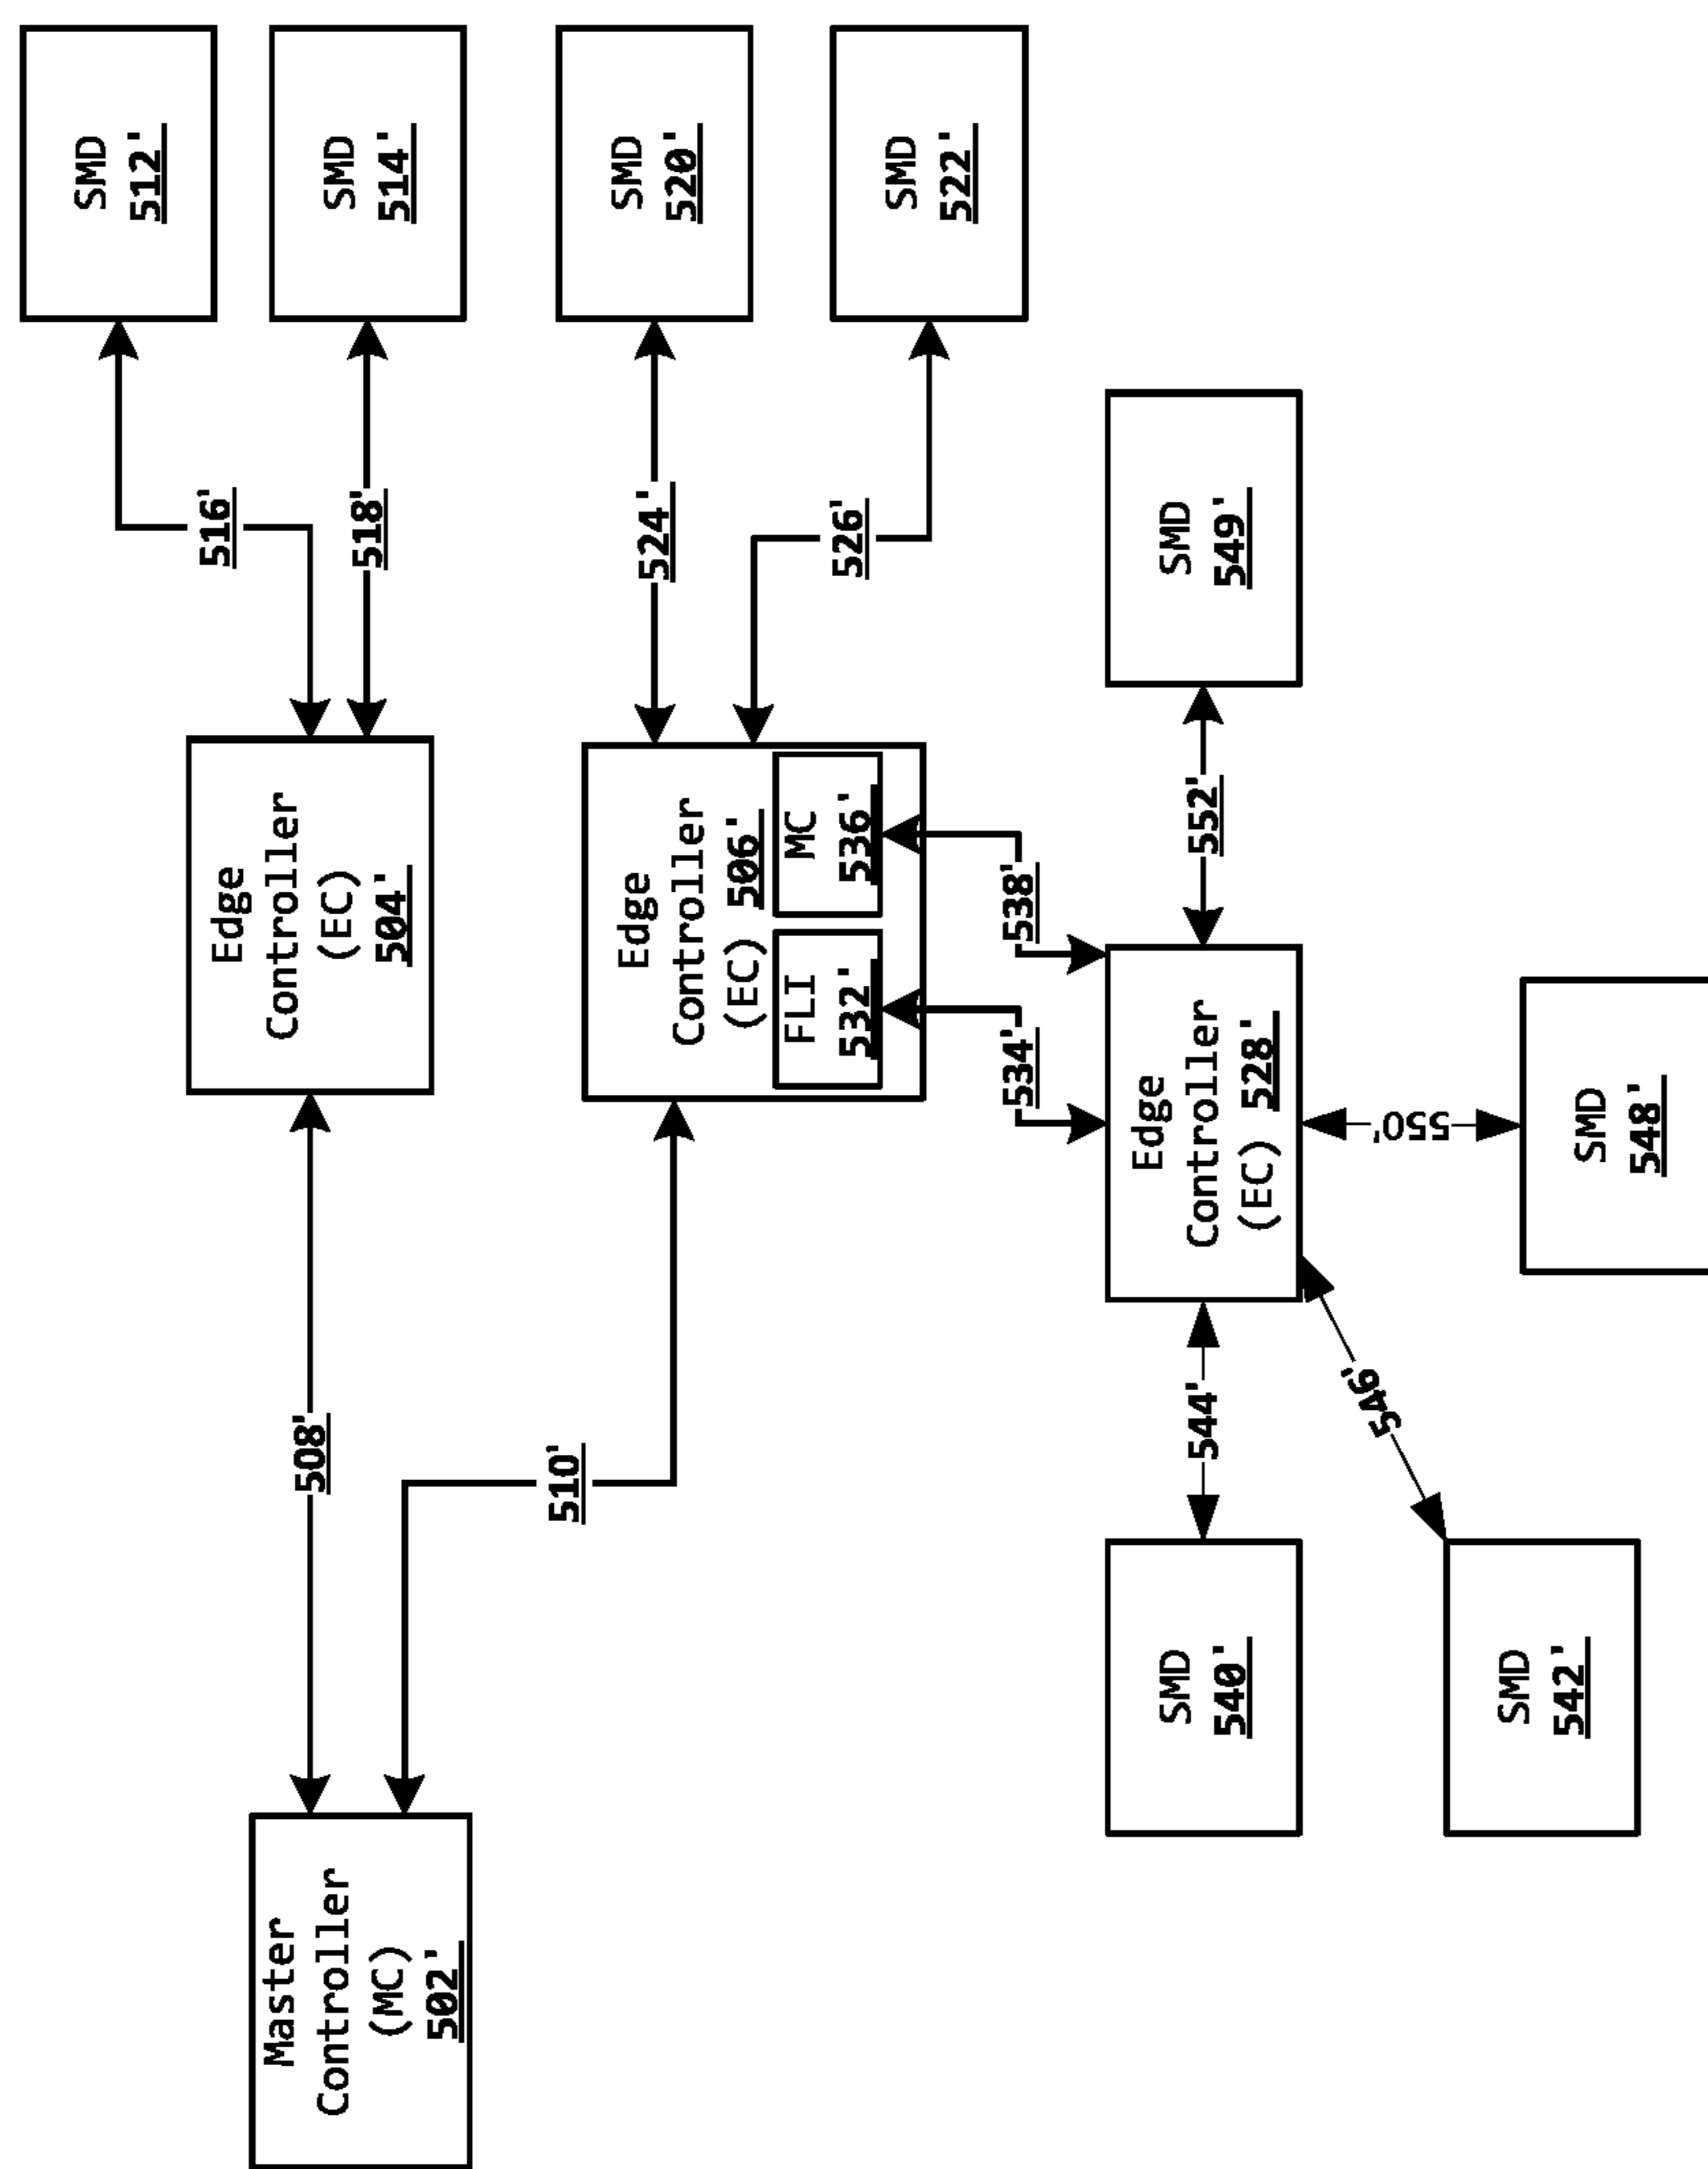 SMD
512'
SMD
514'
SMD
520'
SMD
522'
516'
518'
524'
526'
Edge
Controller
(EC)
504'
Edge
Controller
(EC) 506'
FLI
532'
MC
536'
508'
510'
534'
538'
Master
Controller
(MC)
502'
Edge
Controller
(EC) 528'
552'
SMD
549'
544'
546'
550'
SMD
540'
SMD
542'
SMD
548'